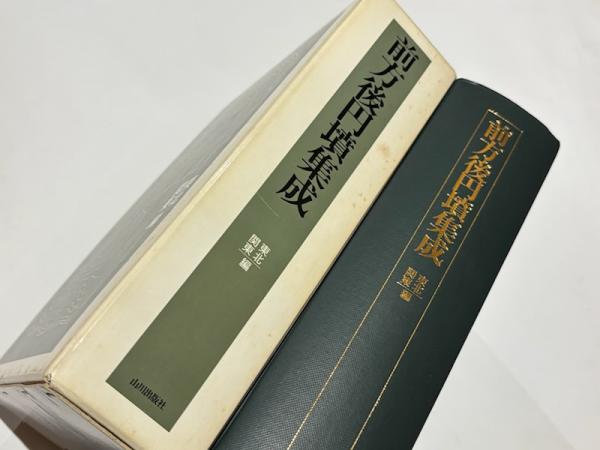 前方後円墳集成
東北
関東
編
山川出版社
前方後円墳集成
東北
関東
編